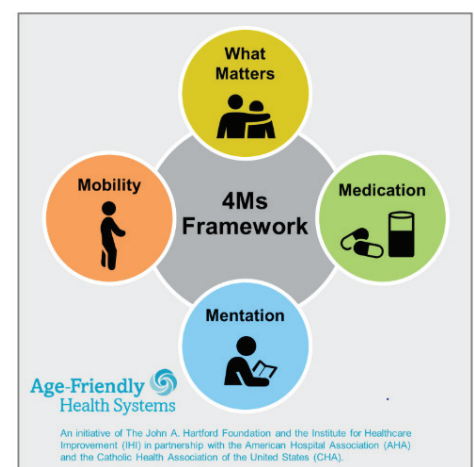 What
Matters
Mobility
4Ms
Framework
Medication
Mentation
Age-Friendly
Health Systems
An initiative of The John A. Hartford Foundation and the Institute for Healthcare
Improvement (IHI) in partnership with the American Hospital Association (AHA)
and the Catholic Health Association of the United States (CHA).